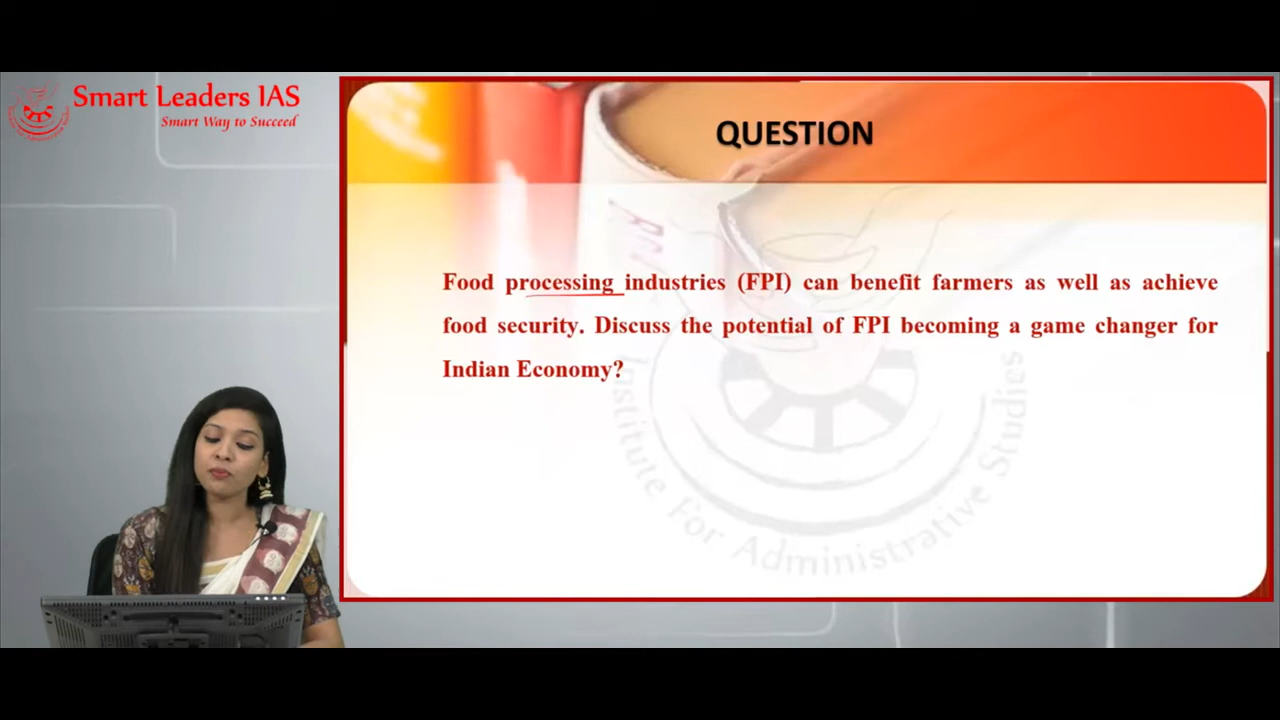 Smart Leaders IAS
Smart Way to Succeed
QUESTION
Food processing industries (FPI) can benefit farmers as well as achieve
food security. Discuss the potential of FPI becoming a game changer for
Indian Economy?
Institute For Administrative Studies